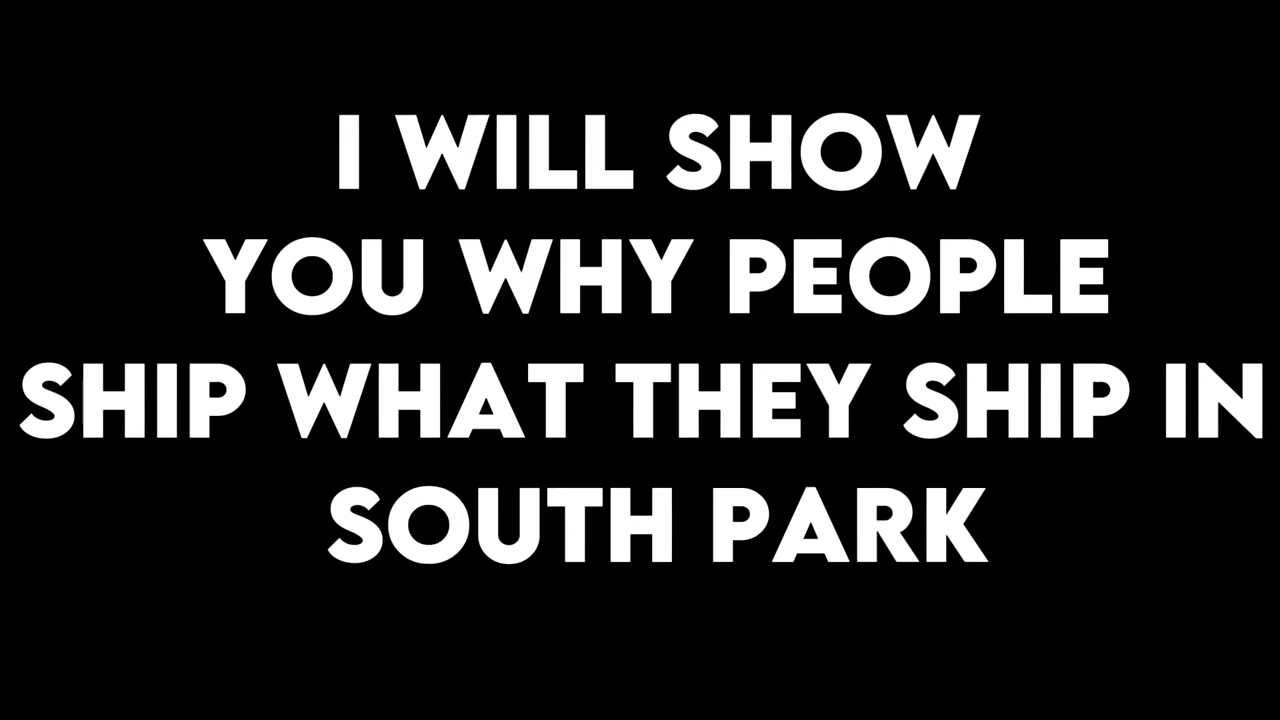 I WILL SHOW
YOU WHY PEOPLE
SHIP WHAT THEY SHIP IN
SOUTH PARK